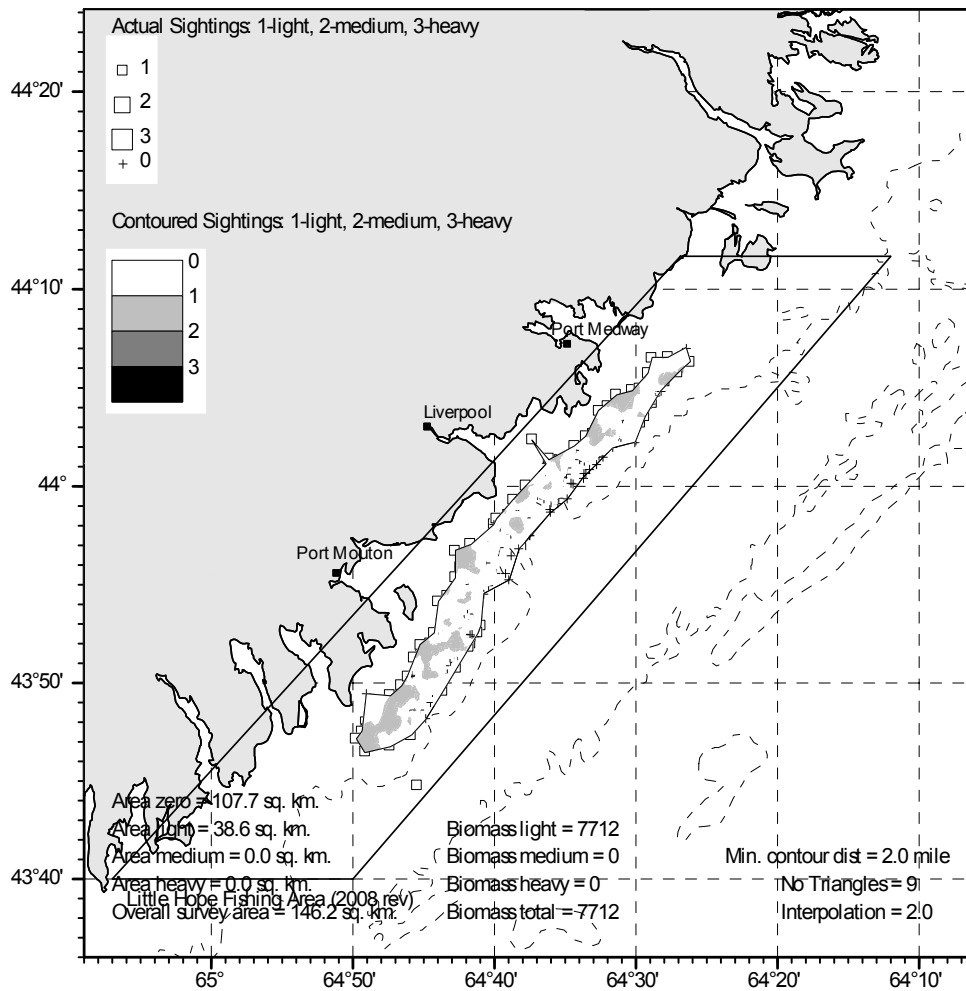 Actual Sightings: 1-light, 2-medium, 3-heavy
1
2
3
0
Contoured Sightings: 1-light, 2-medium, 3-heavy
0
1
2
3
44°20'
44°10'
44°
43°50'
43°40'
Port Medway
Liverpool
Port Mouton
Area zero = 107.7 sq. km.
Area light = 38.6 sq. km.
Area medium = 0.0 sq. km.
Area heavy = 0.0 sq. km.
Little Hope Fishing Area (2008 rev)
Overall survey area = 146.2 sq. km.
Biomass light = 7712
Biomass medium = 0
Biomass heavy = 0
Biomass total = 7712
Min. contour dist = 2.0 mile
No Triangles = 9
Interpolation = 2.0
65°
64°50'
64°40'
64°30'
64°20'
64°10'